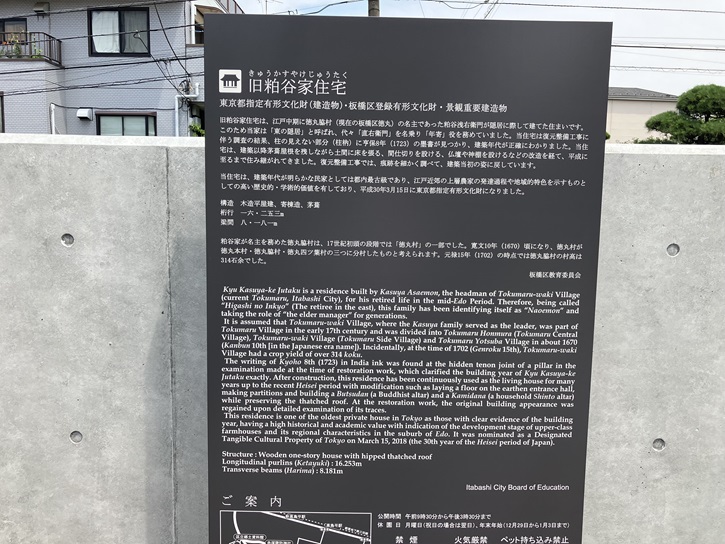 きゅうかすやけじゅうたく
旧粕谷家住宅
東京都指定有形文化財(建造物)・板橋区登録有形文化財・景観重要建造物
旧粕谷家住宅は、江戸中期に徳丸脇村(現在の板橋区徳丸)の名主であった粕谷浅右衛門が隠居に際して建てた住まいです。
このため当家は「東の隠居」と呼ばれ、代々「直右衛門」を名乗り「年寄」役を務めていました。当住宅は復元整備工事に
伴う調査の結果、柱の見えない部分(柱枘)に享保8年(1723)の墨書が見つかり、建築年代が正確にわかりました。当住
宅は、建築以降茅葺屋根を残しながら土間に床を張る、間仕切りを設ける、仏壇や神棚を設けるなどの改造を経て、平成に
至るまで住み継がれてきました。復元整備工事では、痕跡を細かく調べて、建築当初の姿に戻しています。
当住宅は、建築年代が明らかな民家としては都内最古級であり、江戸近郊の上層農家の発達過程や地域的特色を示すものと
しての高い歴史的・学術的価値を有しており、平成30年3月15日に東京都指定有形文化財になりました。
構造 木造平屋建、寄棟造、茅葺
桁行 一六・二五三m
梁間 八・一八一m
粕谷家が名主を務めた徳丸脇村は、17世紀初頭の段階では「徳丸村」の一部でした。寛文10年(1670)頃になり、徳丸村が
徳丸本村・徳丸脇村・徳丸四ツ葉村の三つに分村したものと考えられます。元禄15年(1702)の時点では徳丸脇村の村高は
314石余でした。
板橋区教育委員会
Kyu Kasuya-ke Jutaku is a residence built by Kasuya Asaemon, the headman of Tokumaru-waki Village
(current Tokumaru, Itabashi City), for his retired life in the mid-Edo Period. Therefore, being called
"Higashi no Inkyo" (The retiree in the east), this family has been identifying itself as "Naoemon" and
taking the role of "the elder manager" for generations.
It is assumed that Tokumaru-waki Village, where the Kasuya family served as the leader, was part of
Tokumaru Village in the early 17th century and was divided into Tokumaru Honmura (Tokumaru Central
Village), Tokumaru-waki Village (Tokumaru Side Village) and Tokumaru Yotsuba Village in about 1670
(Kanbun 10th [in the Japanese era name]). Incidentally, at the time of 1702 (Genroku 15th), Tokumaru-waki
Village had a crop yield of over 314 koku.
The writing of Kyoho 8th (1723) in India ink was found at the hidden tenon joint of a pillar in the
examination made at the time of restoration work, which clarified the building year of Kyu Kasuya-ke
Jutaku exactly. After construction, this residence has been continuously used as the living house for many
years up to the recent Heisei period with modification such as laying a floor on the earthen entrance hall,
making partitions and building a Butsudan (a Buddhist altar) and a Kamidana (a household Shinto altar)
while preserving the thatched roof. At the restoration work, the original building appearance was
regained upon detailed examination of its traces.
This residence is one of the oldest private house in Tokyo as those with clear evidence of the building
year, having a high historical and academic value with indication of the development stage of upper-class
farmhouses and its regional characteristics in the suburb of Edo. It was nominated as a Designated
Tangible Cultural Property of Tokyo on March 15, 2018 (the 30th year of the Heisei period of Japan).
Structure : Wooden one-story house with hipped thatched roof
Longitudinal purlins (Ketayuki) : 16.253m
Transverse beams (Harima) : 8.181m
Itabashi City Board of Education
ご案内
公開時間 午前9時30分から午後3時30分まで
休園日 月曜日(祝日の場合は翌日)、年末年始(12月29日から1月3日まで)
禁煙 火気厳禁 ペット持ち込み禁止